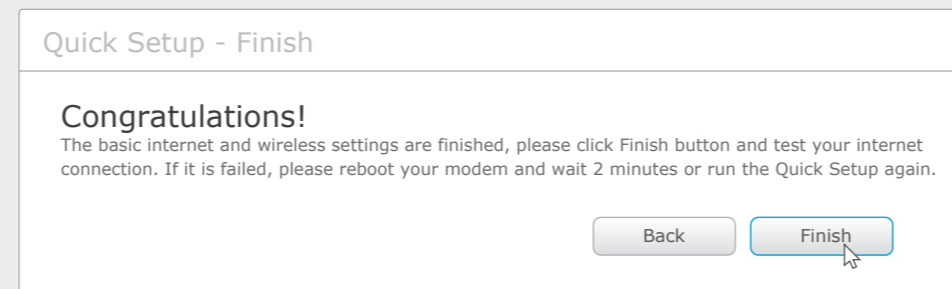 Quick Setup - Finish
Congratulations!
The basic internet and wireless settings are finished, please click Finish button and test your internet
connection. If it is failed, please reboot your modem and wait 2 minutes or run the Quick Setup again.
Back Finish